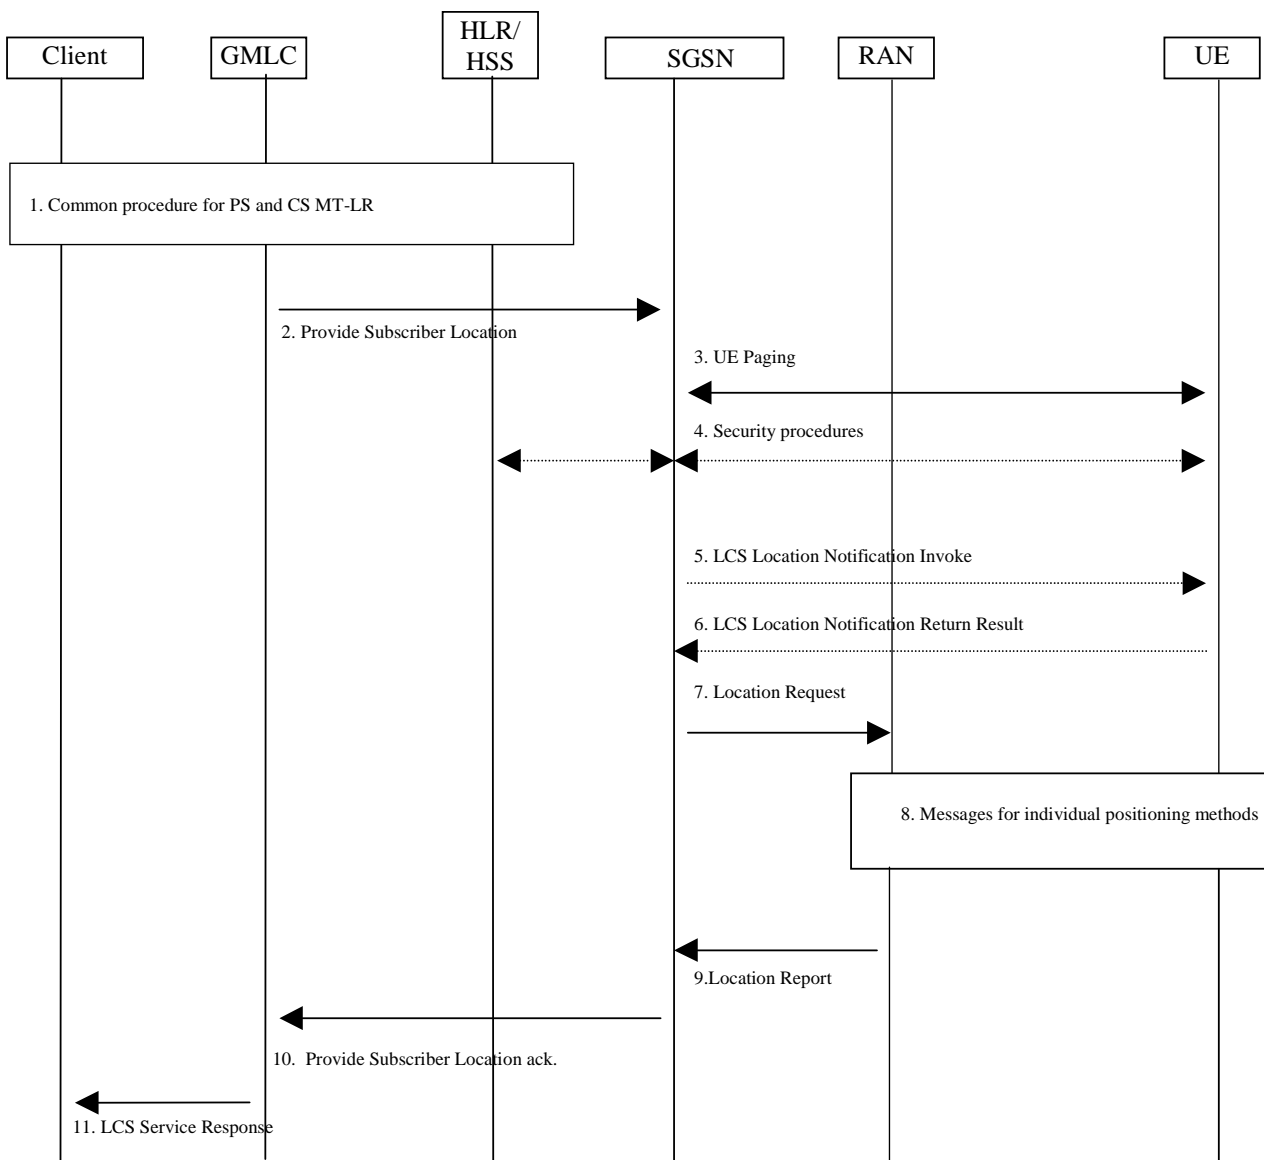 Client
GMLC
HLR/
HSS
SGSN
RAN
UE
1. Common procedure for PS and CS MT-LR
2. Provide Subscriber Location
3. UE Paging
4. Security procedures
5. LCS Location Notification Invoke
6. LCS Location Notification Return Result
7. Location Request
8. Messages for individual positioning methods
9.Location Report
10. Provide Subscriber Location ack.
11. LCS Service Response